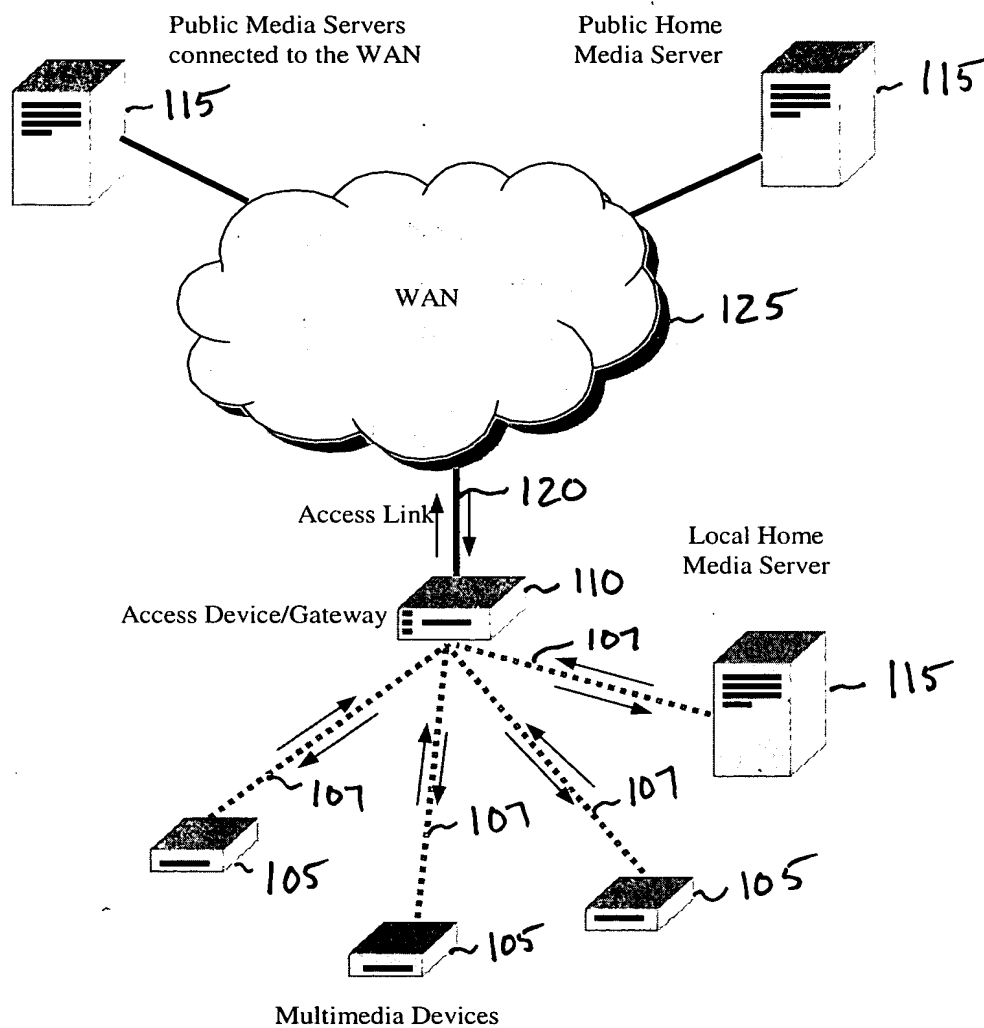 Public Media Servers
connected to the WAN
Public Home
Media Server
115
115
WAN
125
120
Access Link
Local Home
Media Server
110
Access Device/Gateway
107
115
107
107
107
105
105
105
Multimedia Devices